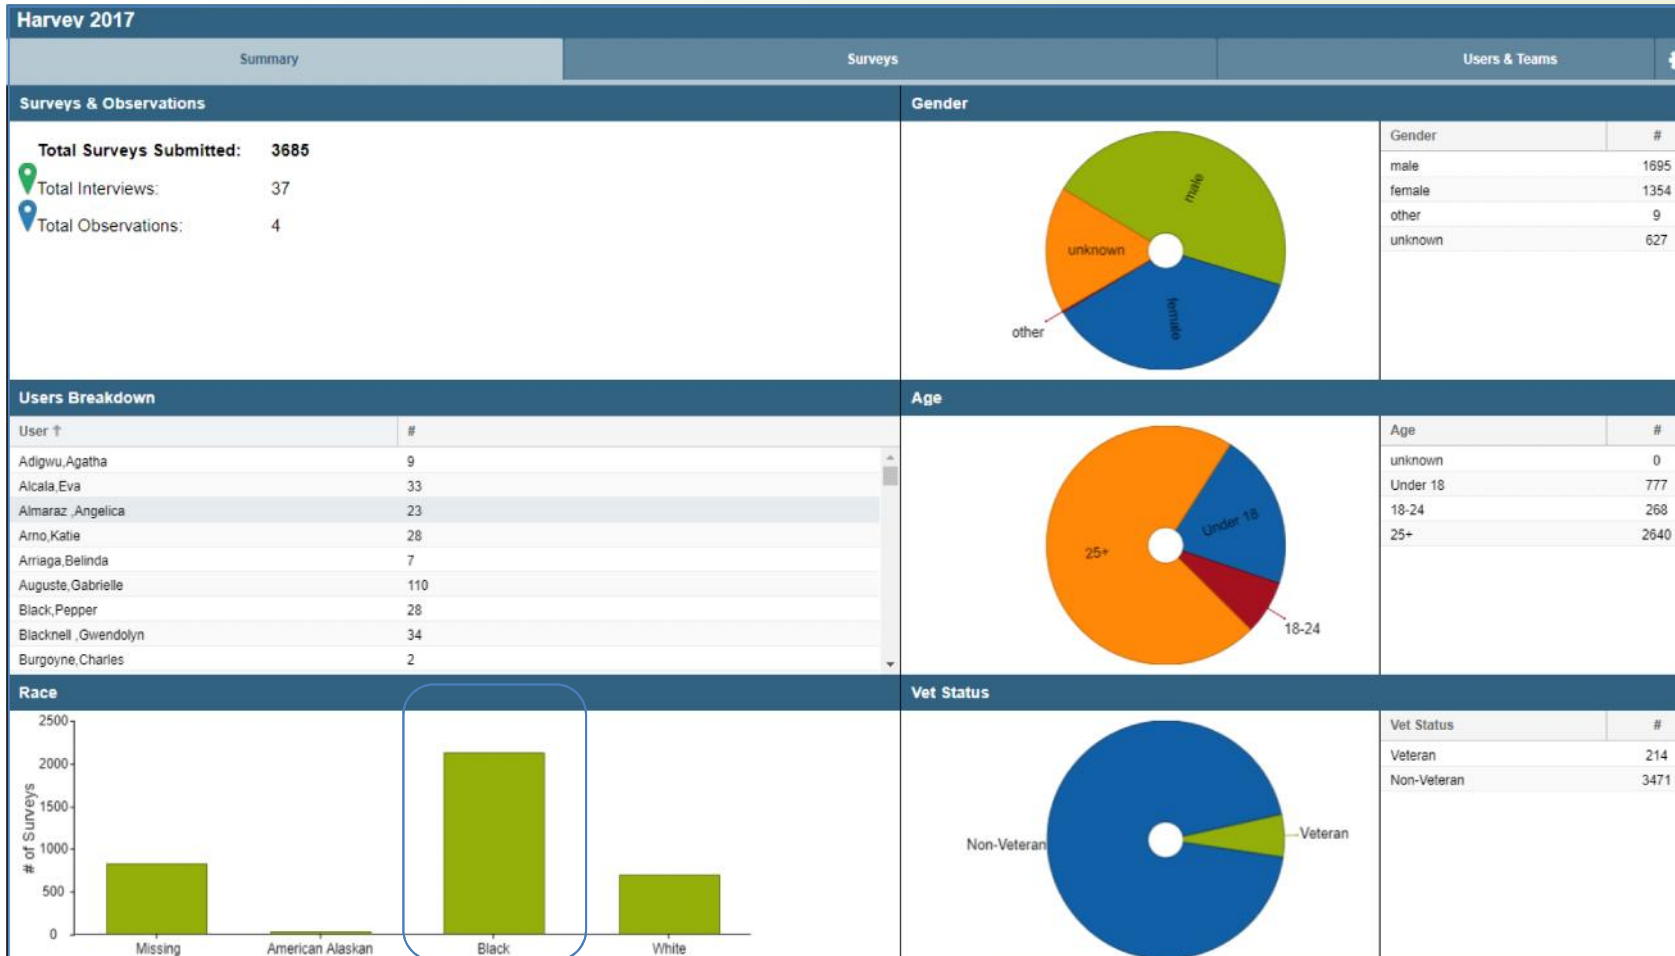 Harvey 2017
Summary Surveys Users & Teams
Surveys & Observations
Total Surveys Submitted: 3685
Total Interviews: 37
Total Observations: 4
Gender
male
unknown
female
other
Gender #
male 1695
female 1354
other 9
unknown 627
Users Breakdown
User ↑ #
Adigwu,Agatha 9
Alcala,Eva 33
Almaraz ,Angelica 23
Arno,Katie 28
Arriaga,Belinda 7
Auguste,Gabrielle 110
Black,Pepper 28
Blacknell ,Gwendolyn 34
Burgoyne,Charles 2
Age
Under 18
25+
18-24
Age #
unknown 0
Under 18 777
18-24 268
25+ 2640
Race
# of Surveys
2500
2000
1500
1000
500
0
Missing American Alaskan Black White
Vet Status
Non-Veteran
Veteran
Vet Status #
Veteran 214
Non-Veteran 3471